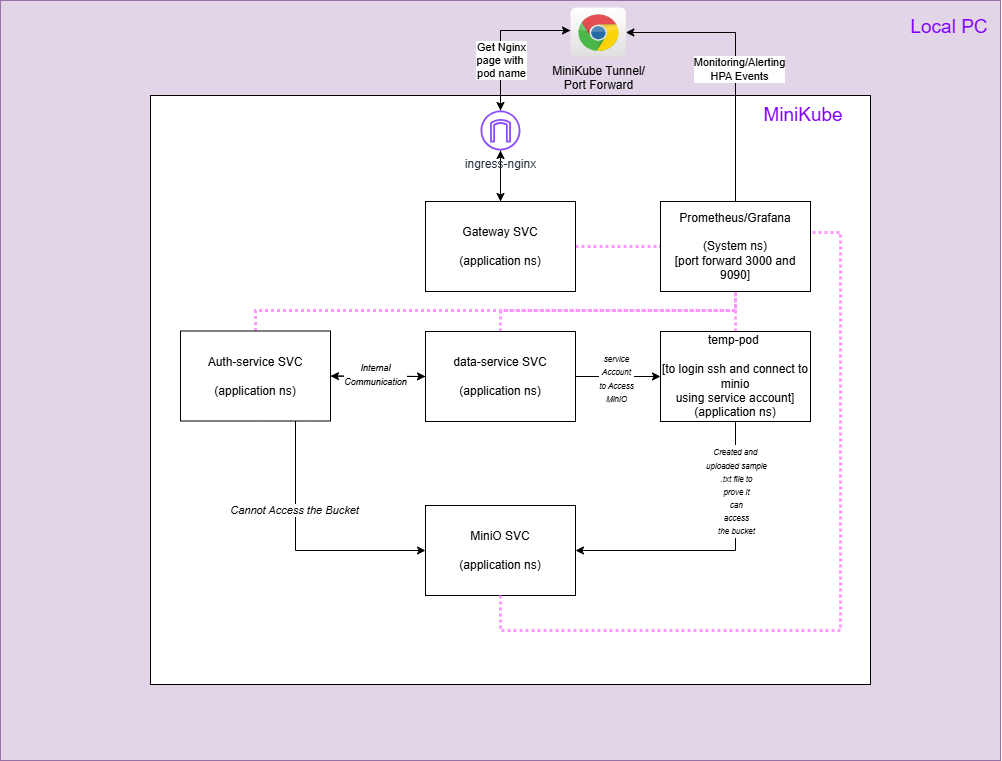 Local PC
Get Nginx
page with
pod name
MiniKube Tunnel/
Port Forward
Monitoring/Alerting
HPA Events
MiniKube
ingress-nginx
Gateway SVC
(application ns)
Prometheus/Grafana
(System ns)
[port forward 3000 and
9090]
Auth-service SVC
(application ns)
Internal
Communication
data-service SVC
(application ns)
service
Account
to Access
MiniO
temp-pod
[to login ssh and connect to
minio
using service account]
(application ns)
Created and
uploaded sample
.txt file to
prove it
can
access
the bucket
Cannot Access the Bucket
MiniO SVC
(application ns)